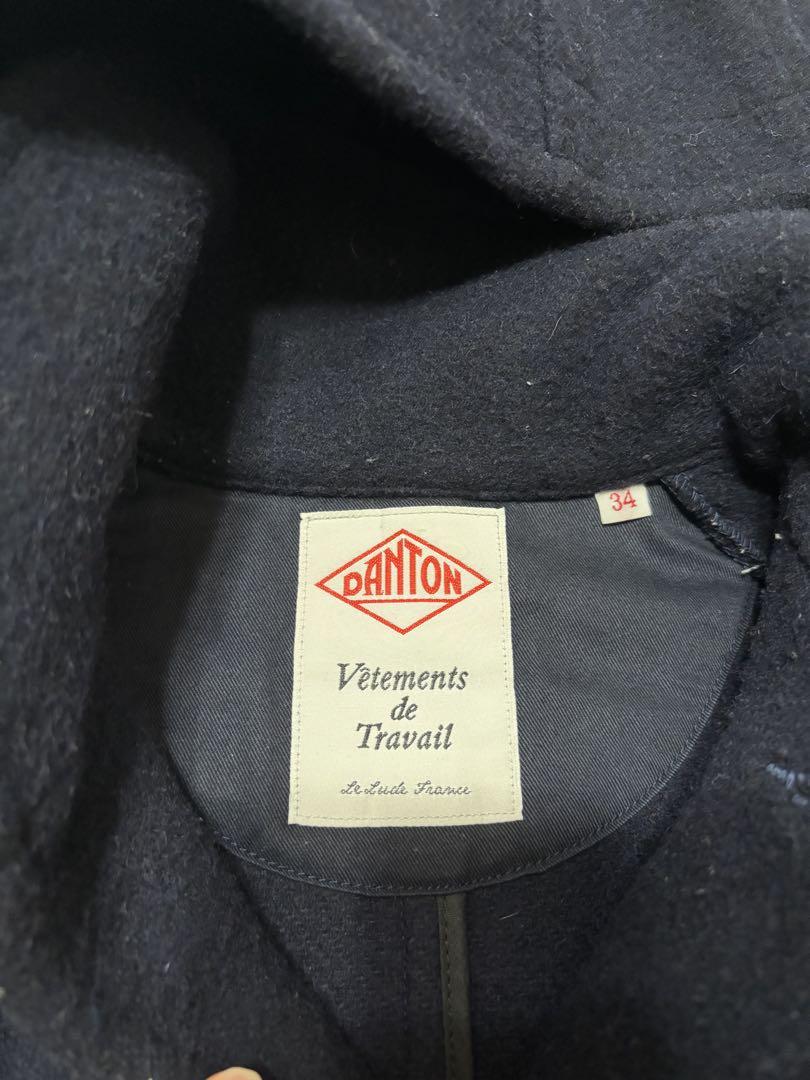 34
DANTON
Vêtements
de
Travail
Le Lude France